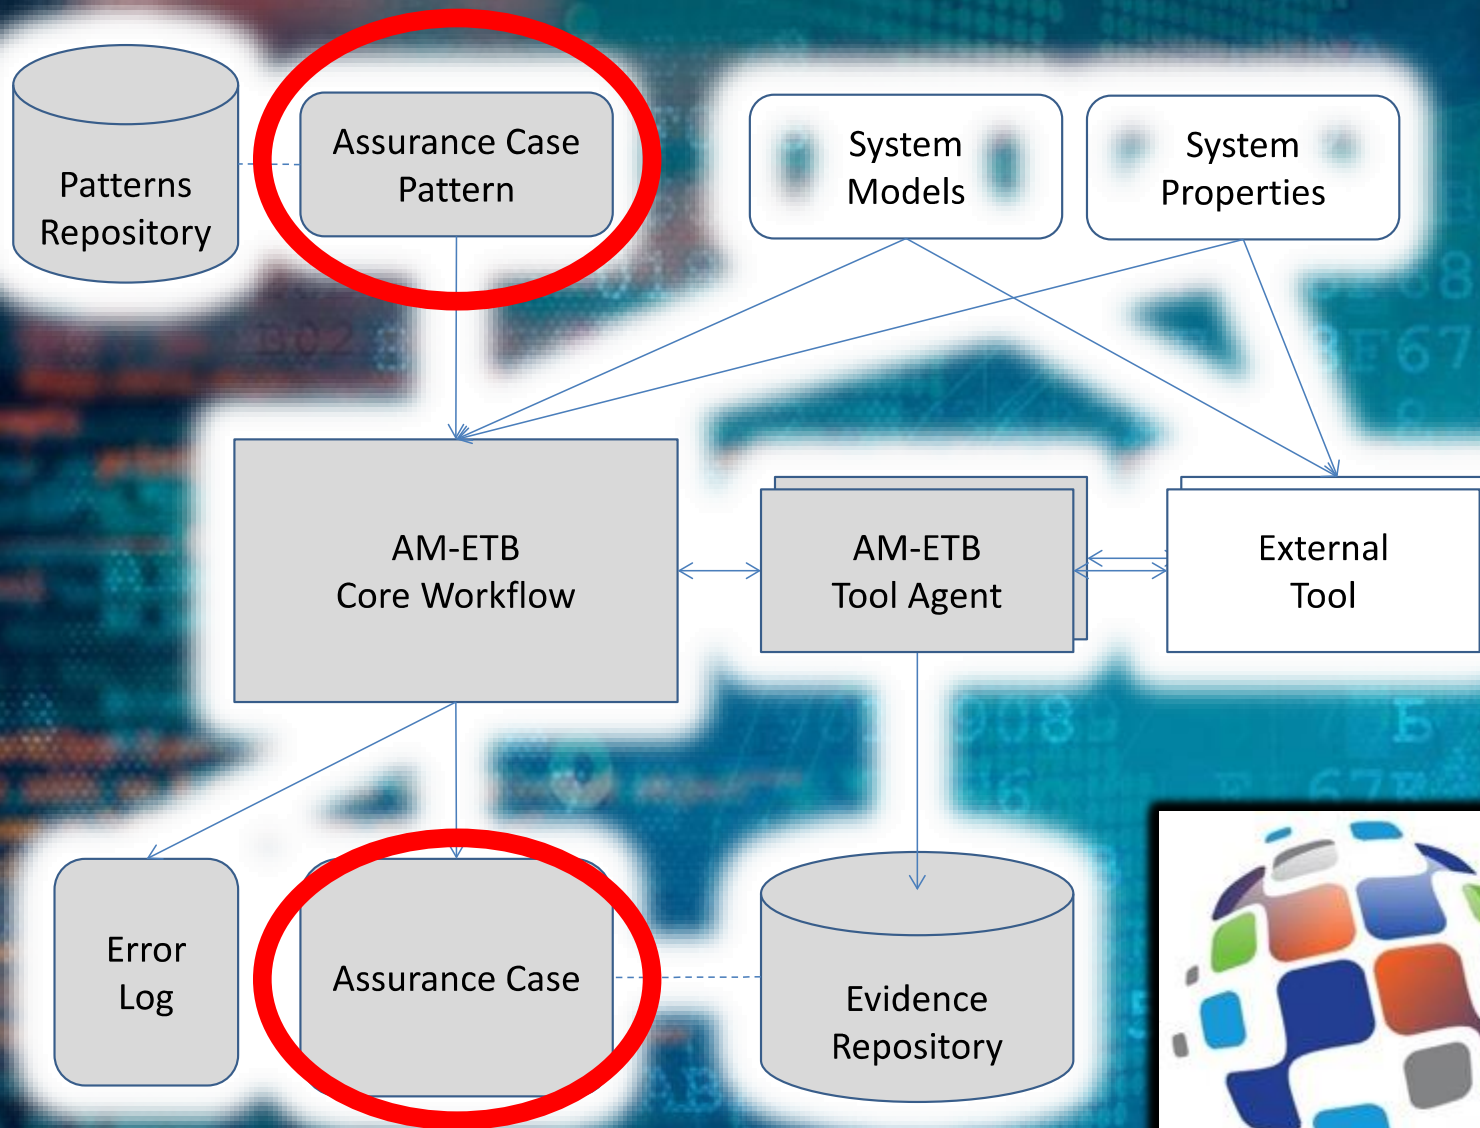 Patterns
Repository
Assurance Case
Pattern
System
Models
System
Properties
AM-ETB
Core Workflow
AM-ETB
Tool Agent
External
Tool
Error
Log
Assurance Case
Evidence
Repository